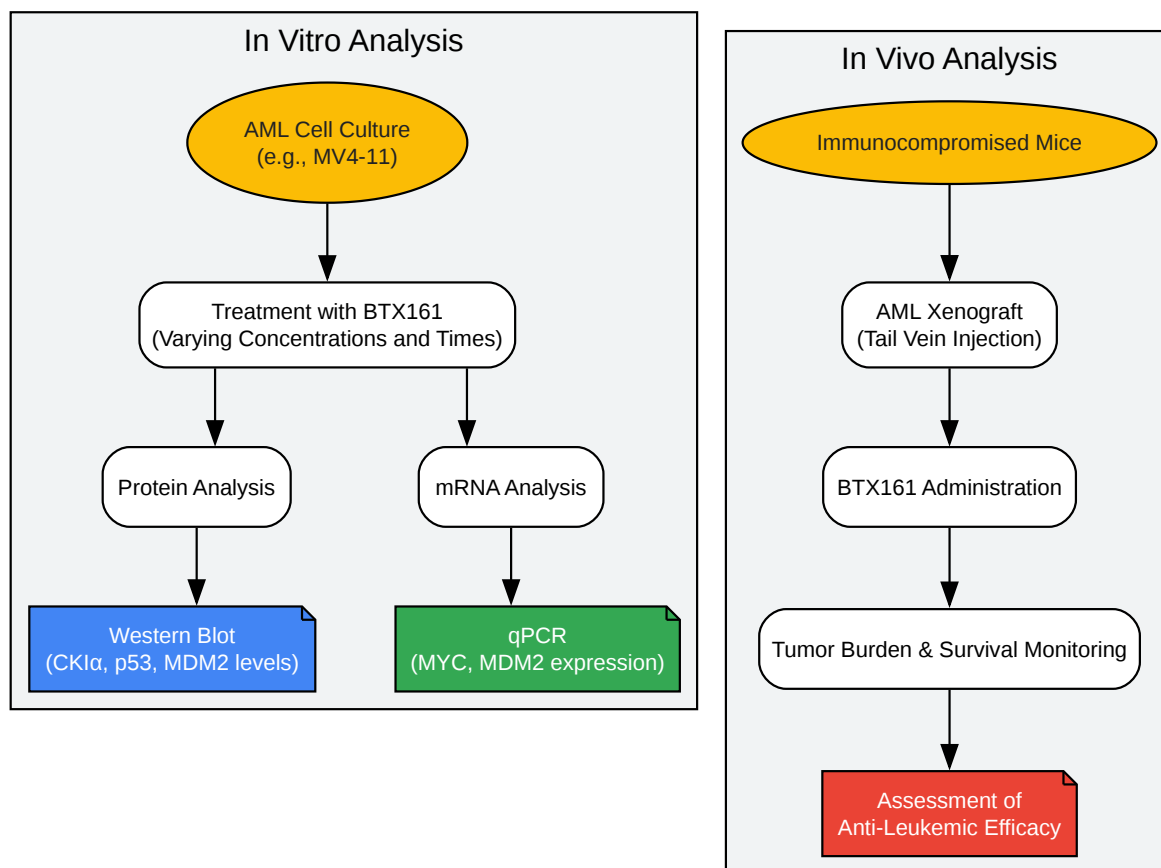 In Vitro Analysis
AML Cell Culture
(e.g., MV4-11)
Treatment with BTX161
(Varying Concentrations and Times)
Protein Analysis
mRNA Analysis
Western Blot
(CKIα, p53, MDM2 levels)
qPCR
(MYC, MDM2 expression)
In Vivo Analysis
Immunocompromised Mice
AML Xenograft
(Tail Vein Injection)
BTX161 Administration
Tumor Burden & Survival Monitoring
Assessment of
Anti-Leukemic Efficacy